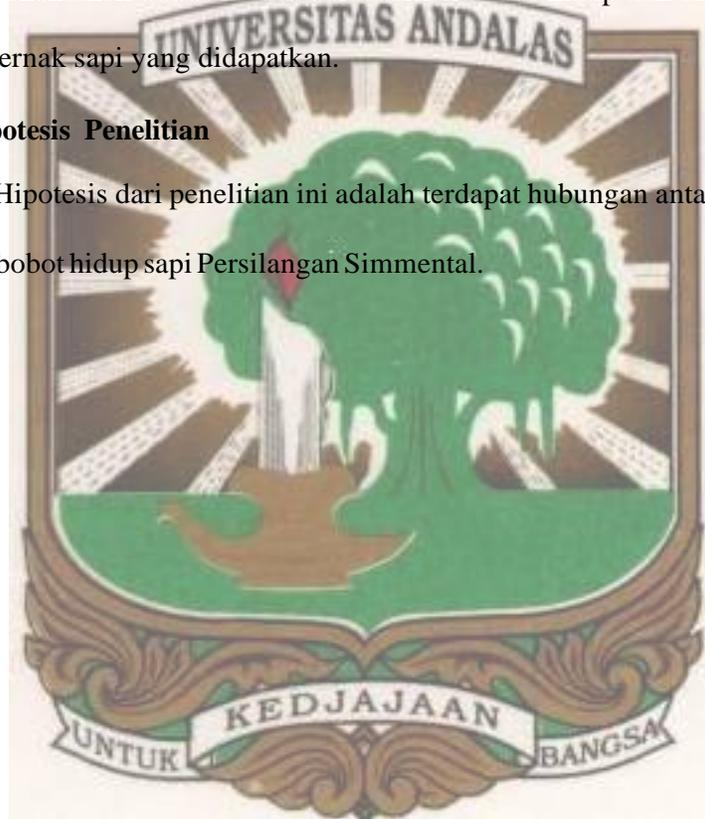 UNIVERSITAS ANDALAS
ernak sapi yang didapatkan.
otesis Penelitian
Hipotesis dari penelitian ini adalah terdapat hubungan anta
bobot hidup sapi Persilangan Simmental.
KEDJAJAAN
UNTUK BANGSA